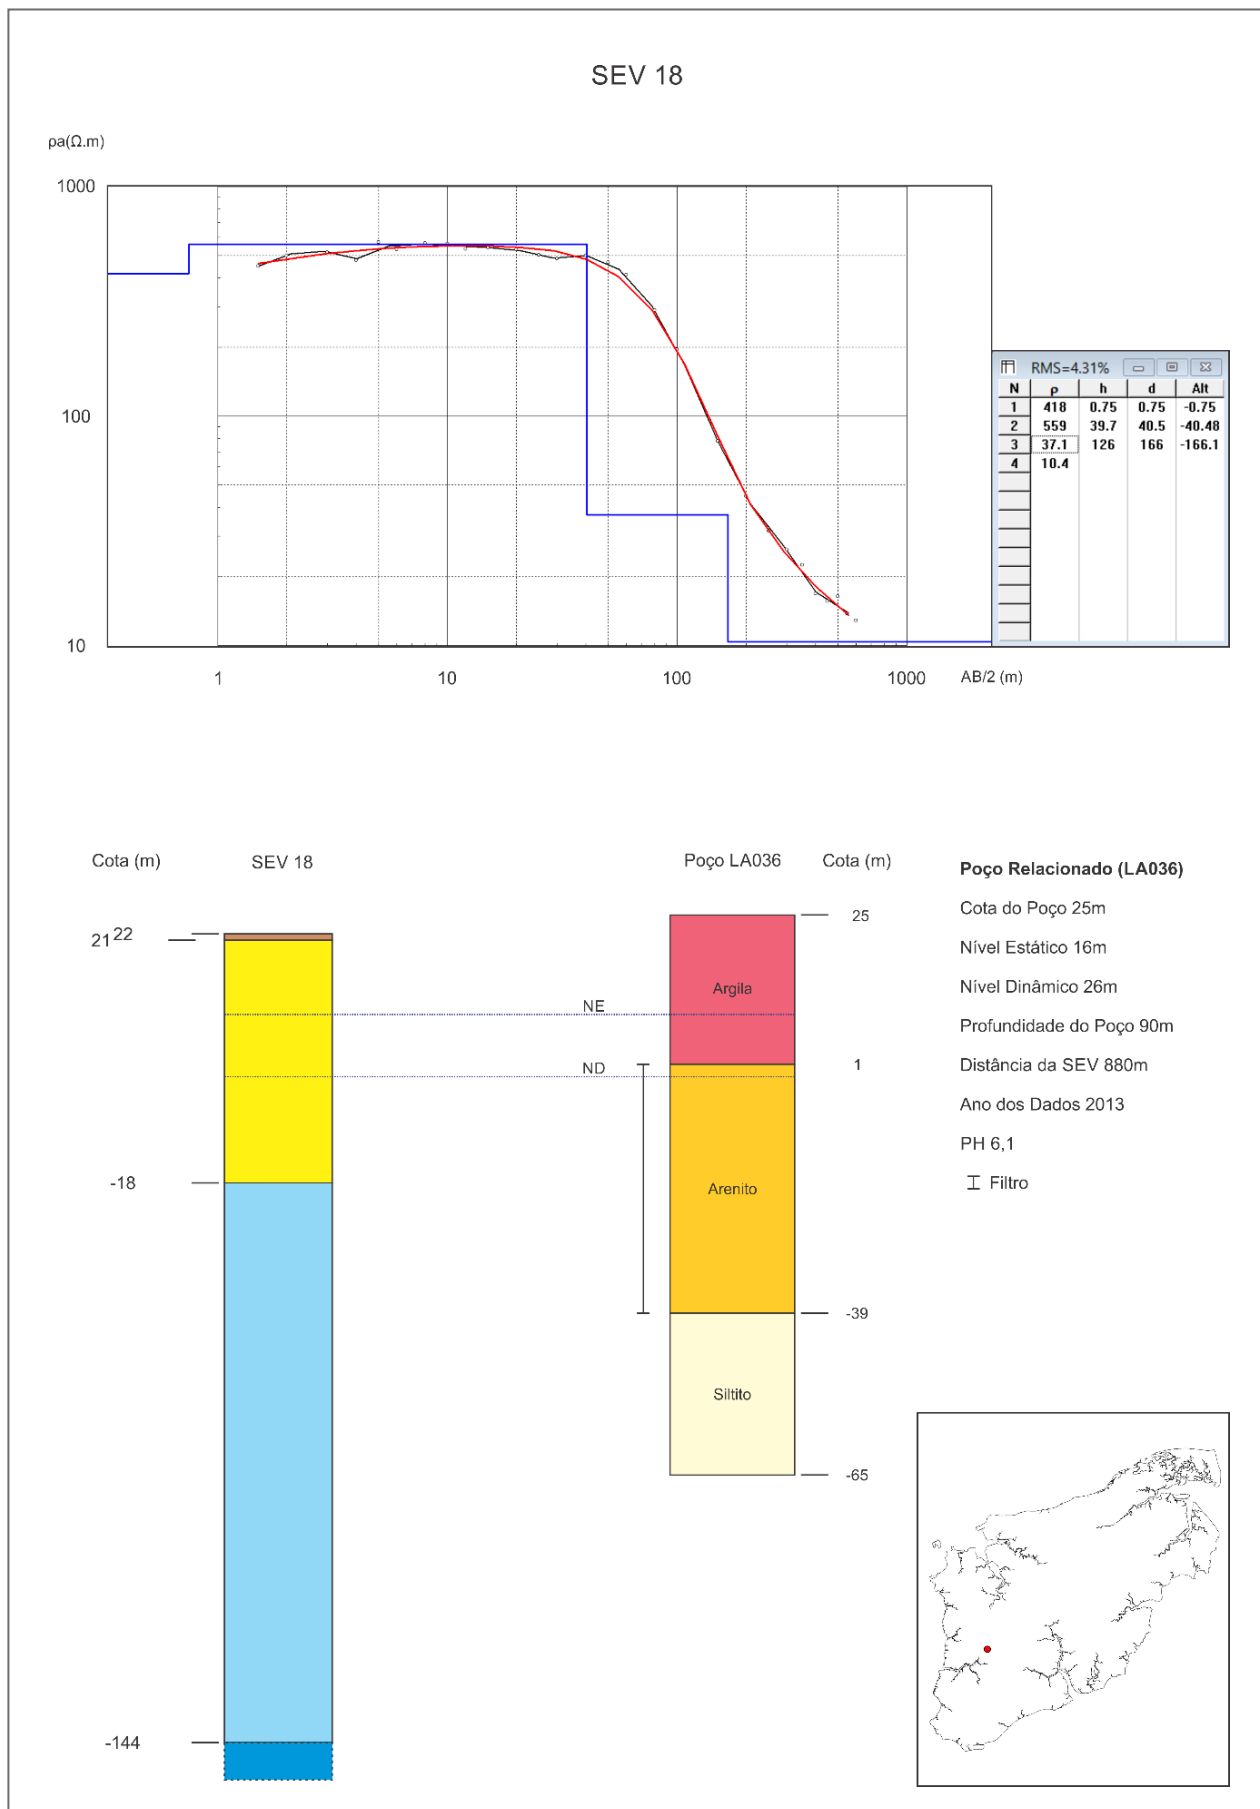 SEV 18
ρa(Ω.m)
1000
100
10
1
10
100
1000
AB/2 (m)
RMS=4.31%
N ρ h d Alt
1 418 0.75 0.75 -0.75
2 559 39.7 40.5 -40.48
3 37.1 126 166 -166.1
4 10.4
Cota (m)
SEV 18
Poço LA036
Cota (m)
22
21
-18
-144
NE
ND
Argila
Arenito
Siltito
25
1
-39
-65
Poço Relacionado (LA036)
Cota do Poço 25m
Nível Estático 16m
Nível Dinâmico 26m
Profundidade do Poço 90m
Distância da SEV 880m
Ano dos Dados 2013
PH 6,1
Filtro